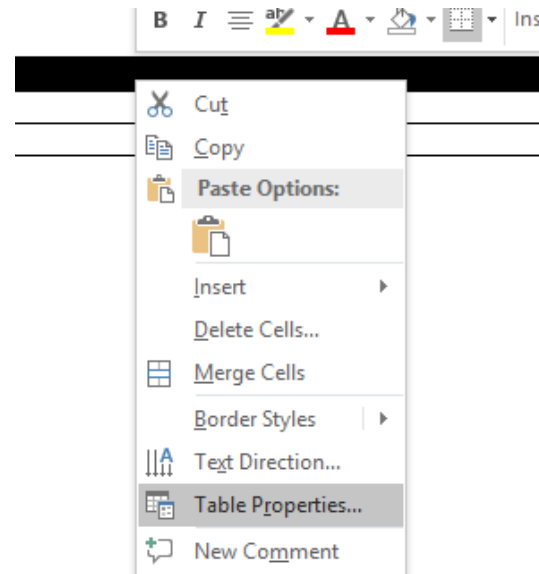 B I ab A Ins
Cut
Copy
Paste Options:
Insert
Delete Cells...
Merge Cells
Border Styles
A Text Direction...
Table Properties...
New Comment